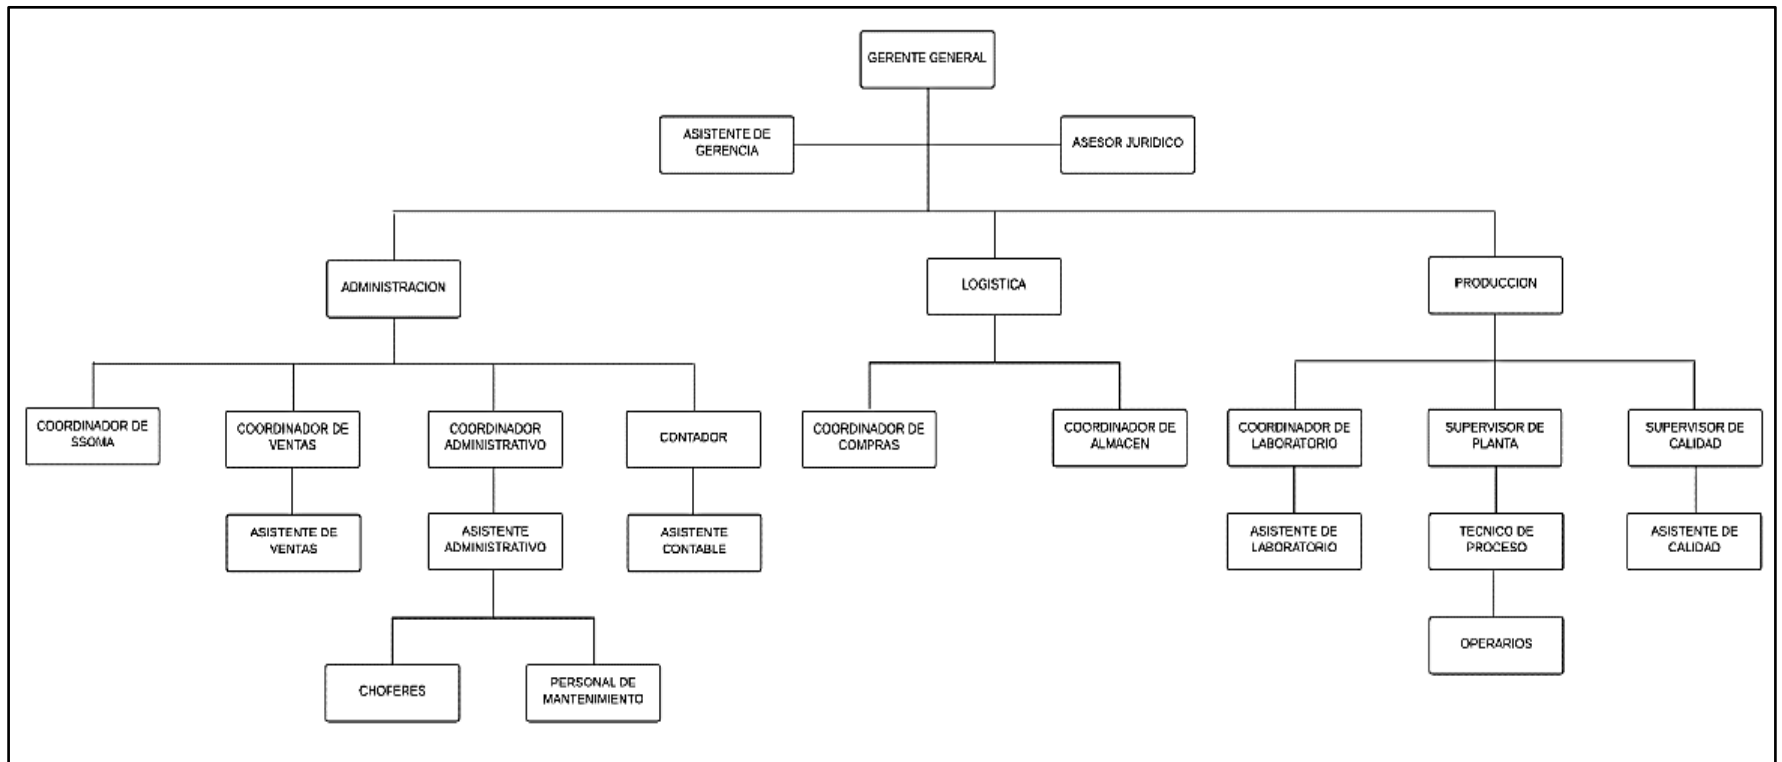 GERENTE GENERAL
ASISTENTE DE
GERENCIA
ASESOR JURIDICO
ADMINISTRACION
LOGISTICA
PRODUCCION
COORDINADOR DE
SSOMA
COORDINADOR DE
VENTAS
COORDINADOR
ADMINISTRATIVO
CONTADOR
COORDINADOR DE
COMPRAS
COORDINADOR DE
ALMACEN
COORDINADOR DE
LABORATORIO
SUPERVISOR DE
PLANTA
SUPERVISOR DE
CALIDAD
ASISTENTE DE
VENTAS
ASISTENTE
ADMINISTRATIVO
ASISTENTE
CONTABLE
ASISTENTE DE
LABORATORIO
TECNICO DE
PROCESO
ASISTENTE DE
CALIDAD
OPERARIOS
CHOFERES
PERSONAL DE
MANTENIMIENTO